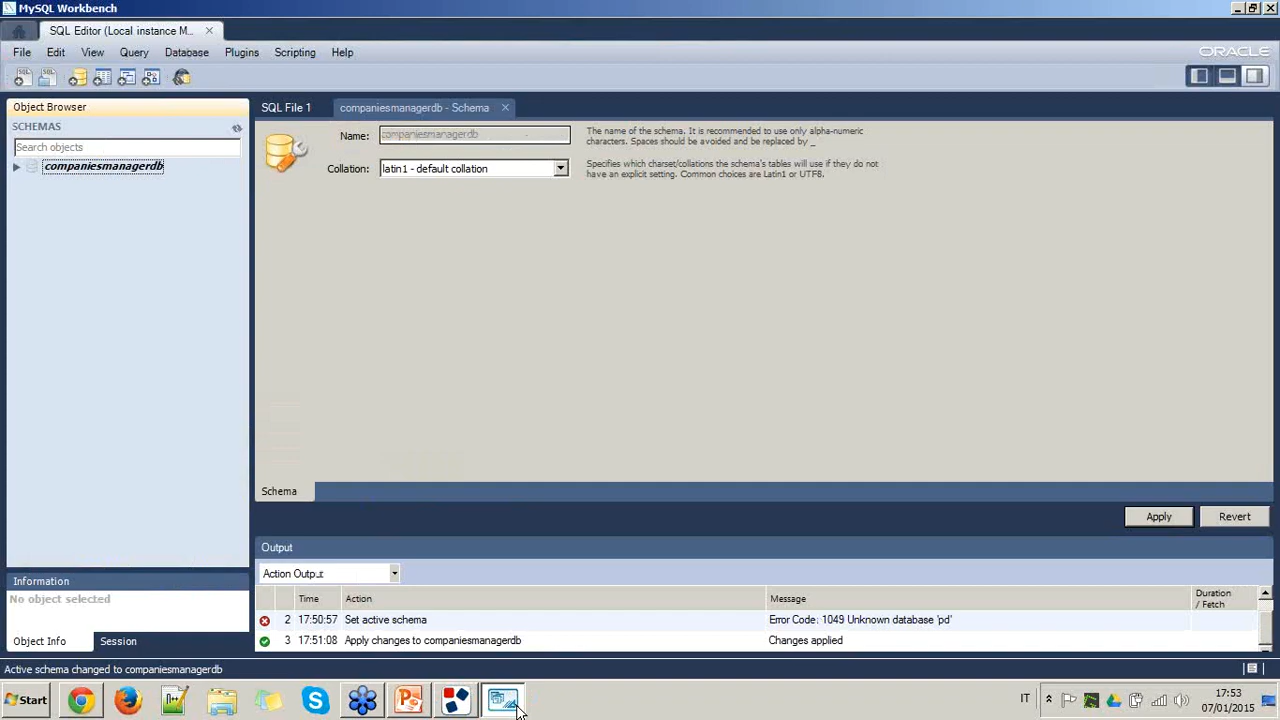 MySQL Workbench
SQL Editor (Local instance M...
File Edit View Query Database Plugins Scripting Help
ORACLE
Object Browser
SQL File 1
companiesmanagerdb - Schema
SCHEMAS
Search objects
companiesmanagerdb
Name: companiesmanagerdb
The name of the schema. It is recommended to use only alpha-numeric
characters. Spaces should be avoided and be replaced by _
Collation: latin1 - default collation
Specifies which charset/collations the schema's tables will use if they do not
have an explicit setting. Common choices are Latin1 or UTF8.
Schema
Apply Revert
Output
Action Output
Time Action Message Duration
/ Fetch
2 17:50:57 Set active schema Error Code: 1049 Unknown database 'pd'
3 17:51:08 Apply changes to companiesmanagerdb Changes applied
Information
No object selected
Object Info Session
Active schema changed to companiesmanagerdb
Start
IT
17:53
07/01/2015